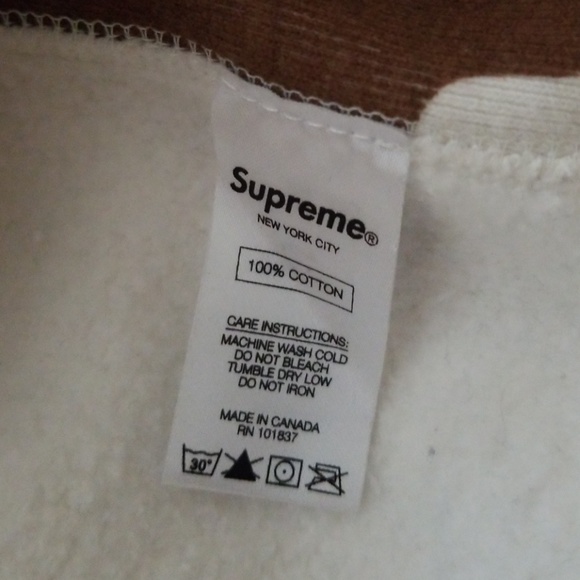 Supreme®
NEW YORK CITY
100% COTTON
CARE INSTRUCTIONS:
MACHINE WASH COLD
DO NOT BLEACH
TUMBLE DRY LOW
DO NOT IRON
MADE IN CANADA
RN 101837
30°